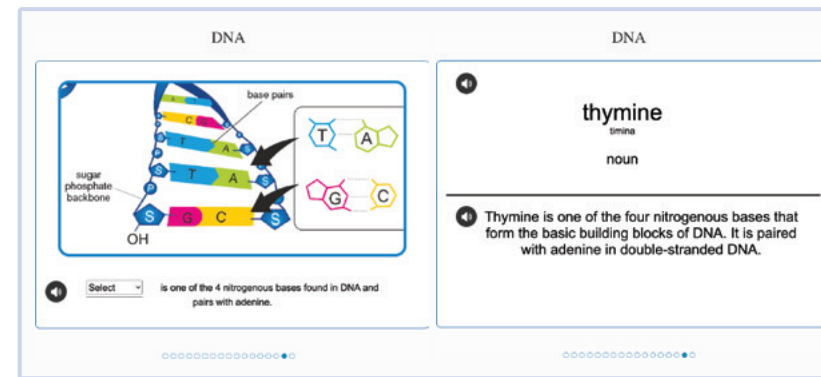 DNA
base pairs
A T
C G
T A S
S T A S
P
sugar
phosphate
backbone
S G C S
OH
T A
G C
Select
is one of the 4 nitrogenous bases found in DNA and
pairs with adenine.
DNA
thymine
timina
noun
Thymine is one of the four nitrogenous bases that
form the basic building blocks of DNA. It is paired
with adenine in double-stranded DNA.